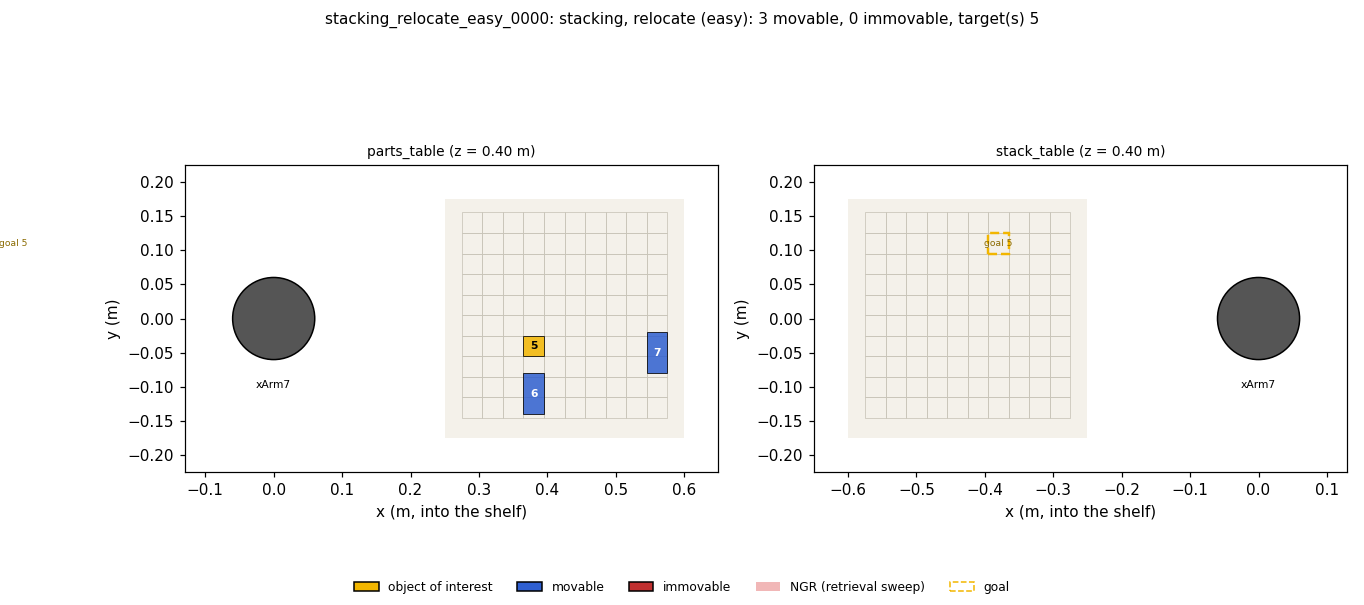 stacking_relocate_easy_0000: stacking, relocate (easy): 3 movable, 0 immovable, target(s) 5
parts_table (z = 0.40 m)
stack_table (z = 0.40 m)
0.20
0.15
0.10
0.05
0.00
−0.05
−0.10
−0.15
−0.20
y (m)
goal 5
xArm7
5
6
7
−0.1
0.0
0.1
0.2
0.3
0.4
0.5
0.6
x (m, into the shelf)
0.20
0.15
0.10
0.05
0.00
−0.05
−0.10
−0.15
−0.20
y (m)
goal 5
xArm7
−0.6
−0.5
−0.4
−0.3
−0.2
−0.1
0.0
0.1
x (m, into the shelf)
object of interest
movable
immovable
NGR (retrieval sweep)
goal